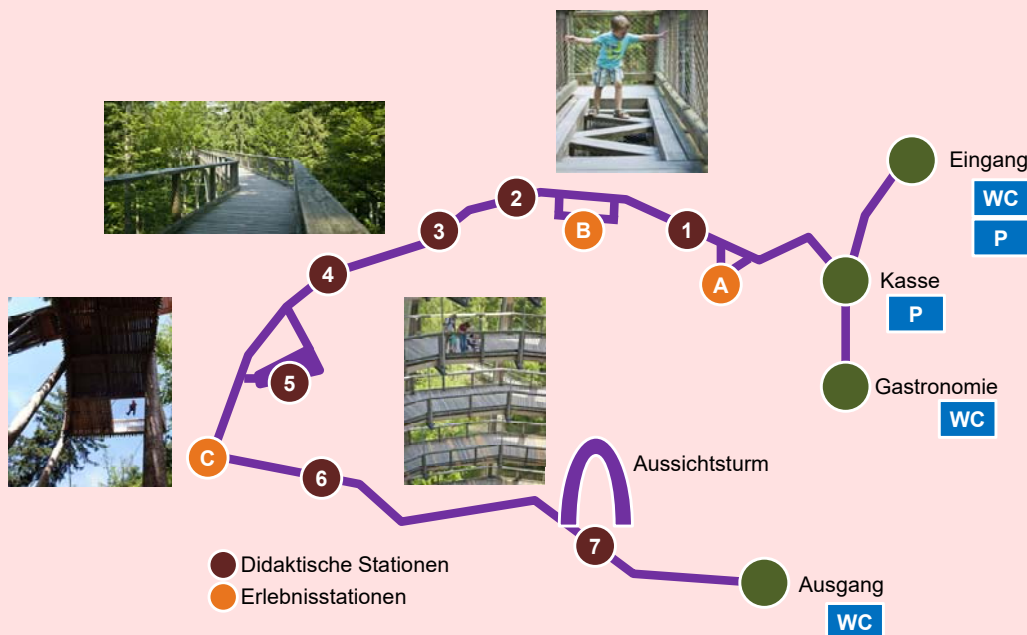 Eingang
WC
P
Kasse
P
Gastronomie
WC
1
A
B
2
3
4
5
C
6
Aussichtsturm
7
Ausgang
WC
Didaktische Stationen
Erlebnisstationen